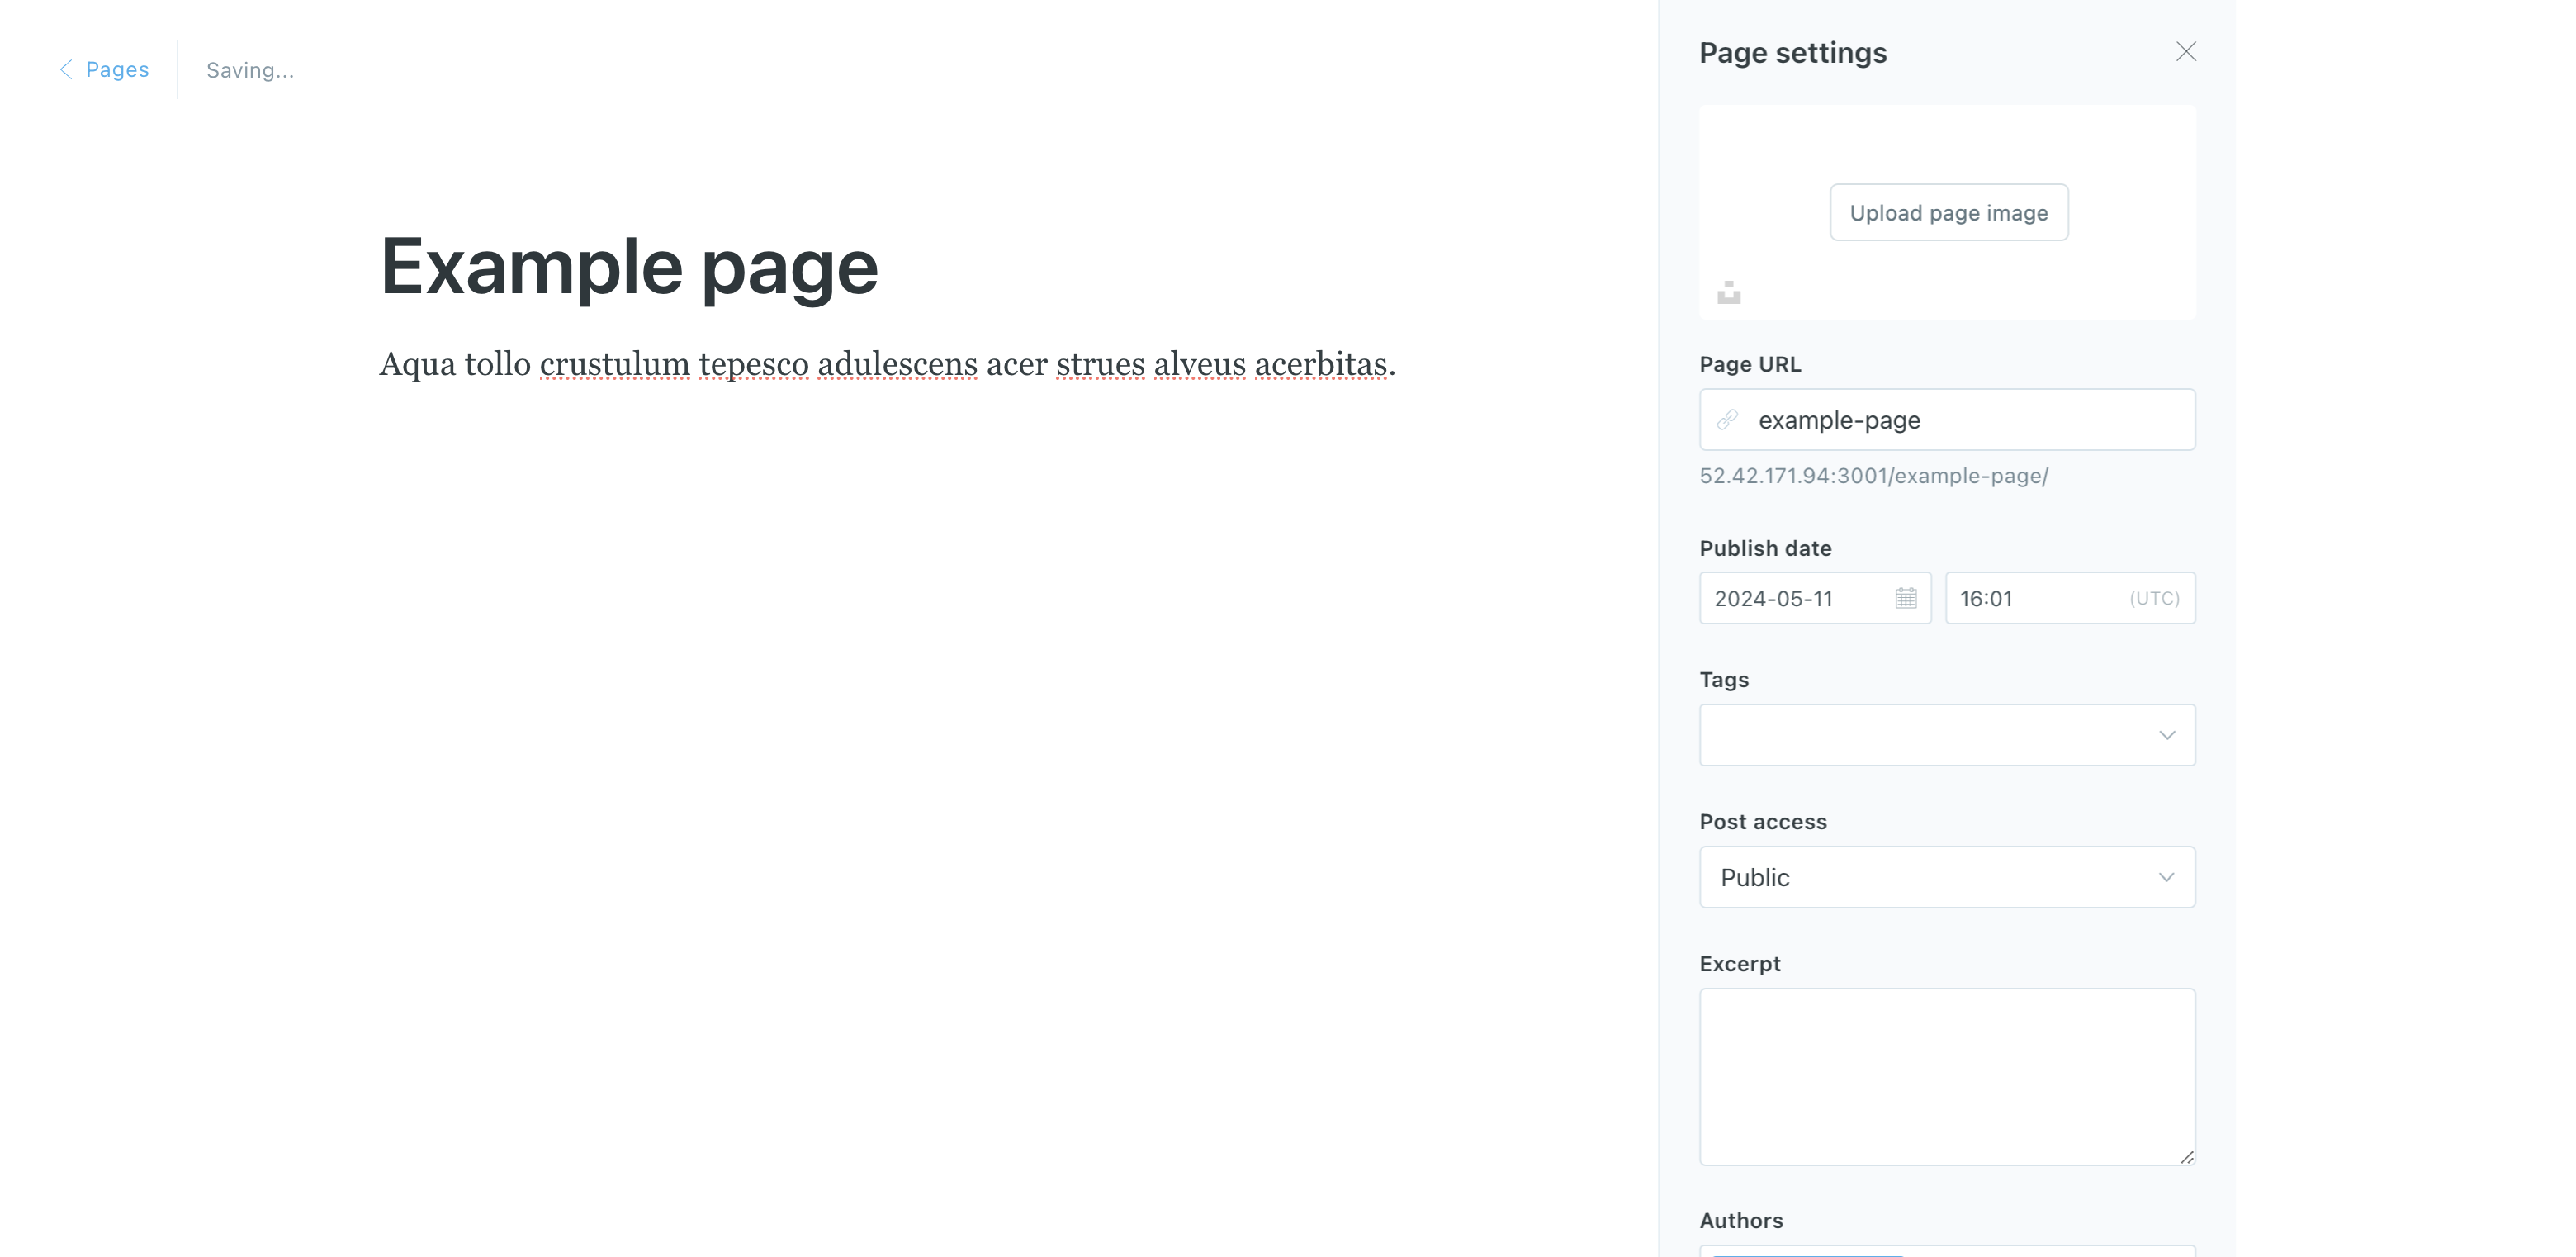 Pages
Saving...
Example page
Aqua tollo crustulum tepesco adulescens acer strues alveus acerbitas.
Page settings
Upload page image
Page URL
example-page
52.42.171.94:3001/example-page/
Publish date
2024-05-11
16:01 (UTC)
Tags
Post access
Public
Excerpt
Authors